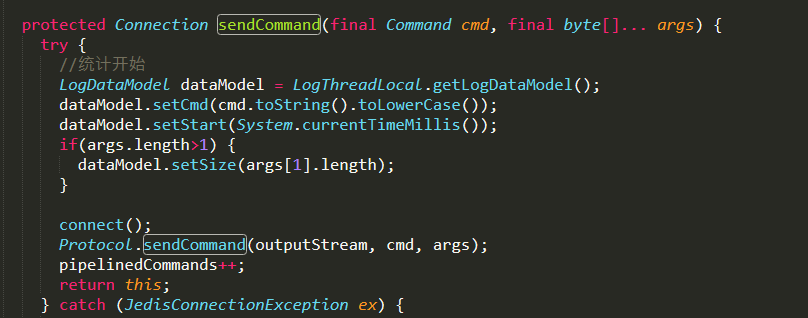 protected Connection sendCommand(final Command cmd, final byte[]... args) {
try {
//统计开始
LogDataModel dataModel = LogThreadLocal.getLogDataModel();
dataModel.setCmd(cmd.toString().toLowerCase());
dataModel.setStart(System.currentTimeMillis());
if(args.length>1) {
dataModel.setSize(args[1].length);
}
connect();
Protocol.sendCommand(outputStream, cmd, args);
pipelinedCommands++;
return this;
} catch (JedisConnectionException ex) {